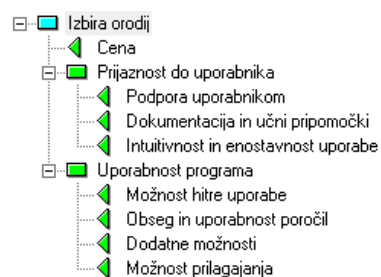 Izbira orodij
Cena
Prijaznost do uporabnika
Podpora uporabnikom
Dokumentacija in učni pripomočki
Intuitivnost in enostavnost uporabe
Uporabnost programa
Možnost hitre uporabe
Obseg in uporabnost poročil
Dodatne možnosti
Možnost prilagajanja